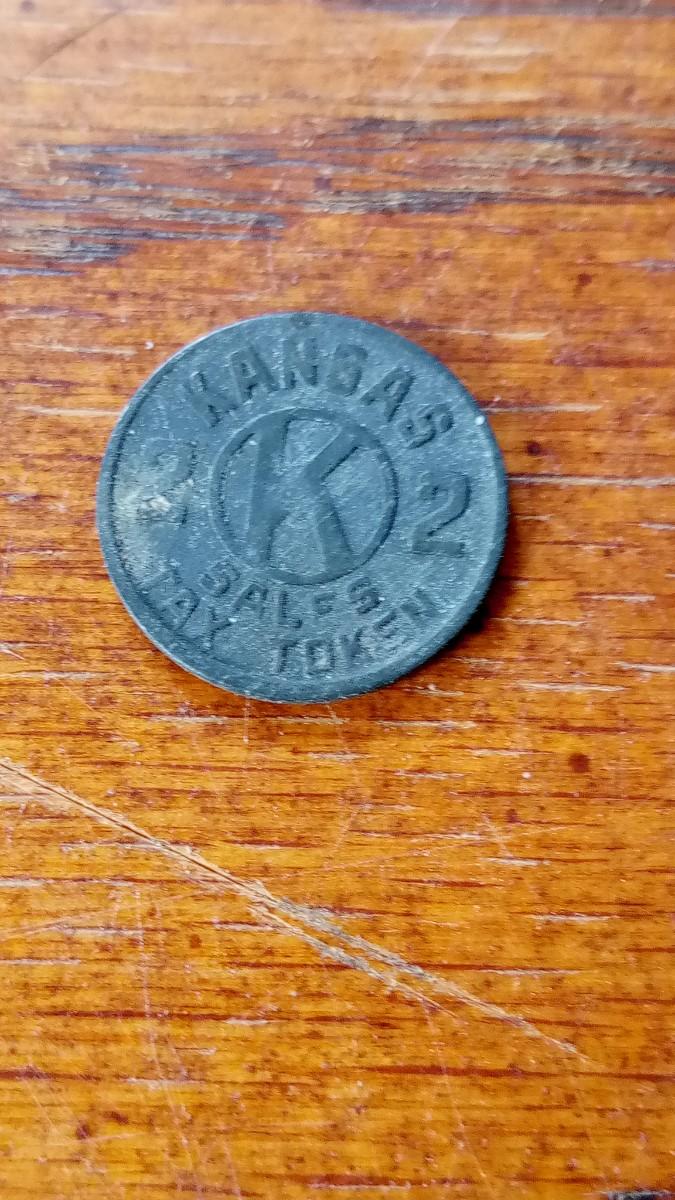 KANSAS
2 K 2
SALES
TAX TOKEN